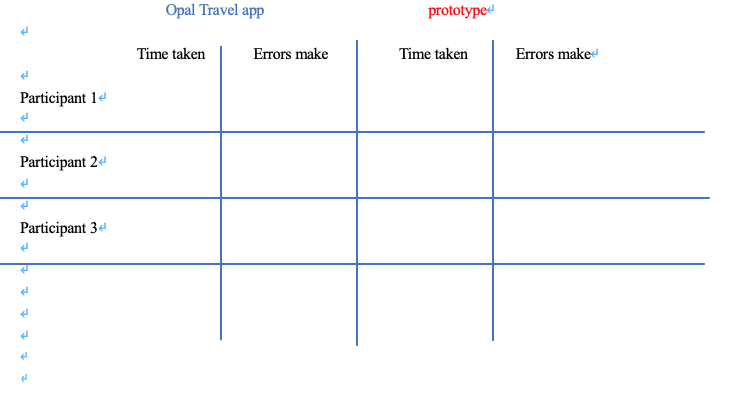 Opal Travel app prototype
Time taken Errors make Time taken Errors make
Participant 1
Participant 2
Participant 3